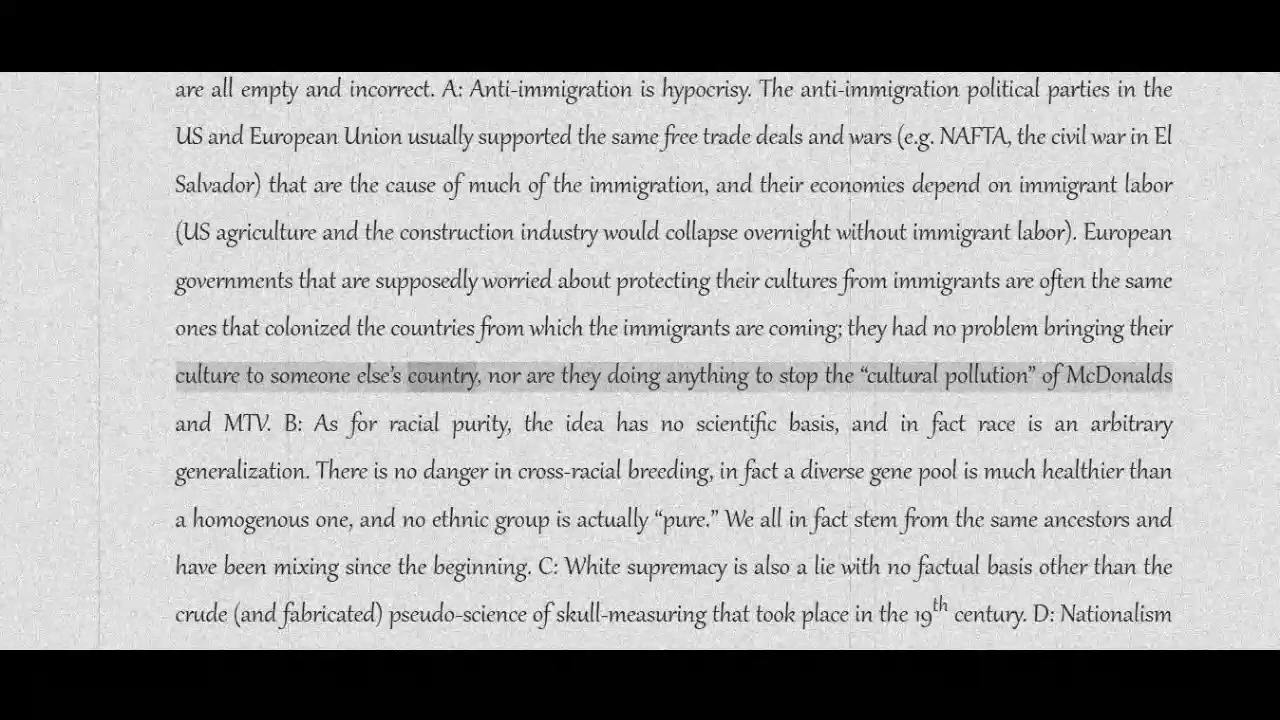 are all empty and incorrect. A: Anti-immigration is hypocrisy. The anti-immigration political parties in the
US and European Union usually supported the same free trade deals and wars (e.g. NAFTA, the civil war in El
Salvador) that are the cause of much of the immigration, and their economies depend on immigrant labor
(US agriculture and the construction industry would collapse overnight without immigrant labor). European
governments that are supposedly worried about protecting their cultures from immigrants are often the same
ones that colonized the countries from which the immigrants are coming; they had no problem bringing their
culture to someone else’s country, nor are they doing anything to stop the “cultural pollution” of McDonalds
and MTV. B: As for racial purity, the idea has no scientific basis, and in fact race is an arbitrary
generalization. There is no danger in cross-racial breeding, in fact a diverse gene pool is much healthier than
a homogenous one, and no ethnic group is actually “pure.” We all in fact stem from the same ancestors and
have been mixing since the beginning. C: White supremacy is also a lie with no factual basis other than the
crude (and fabricated) pseudo-science of skull-measuring that took place in the 19th century. D: Nationalism